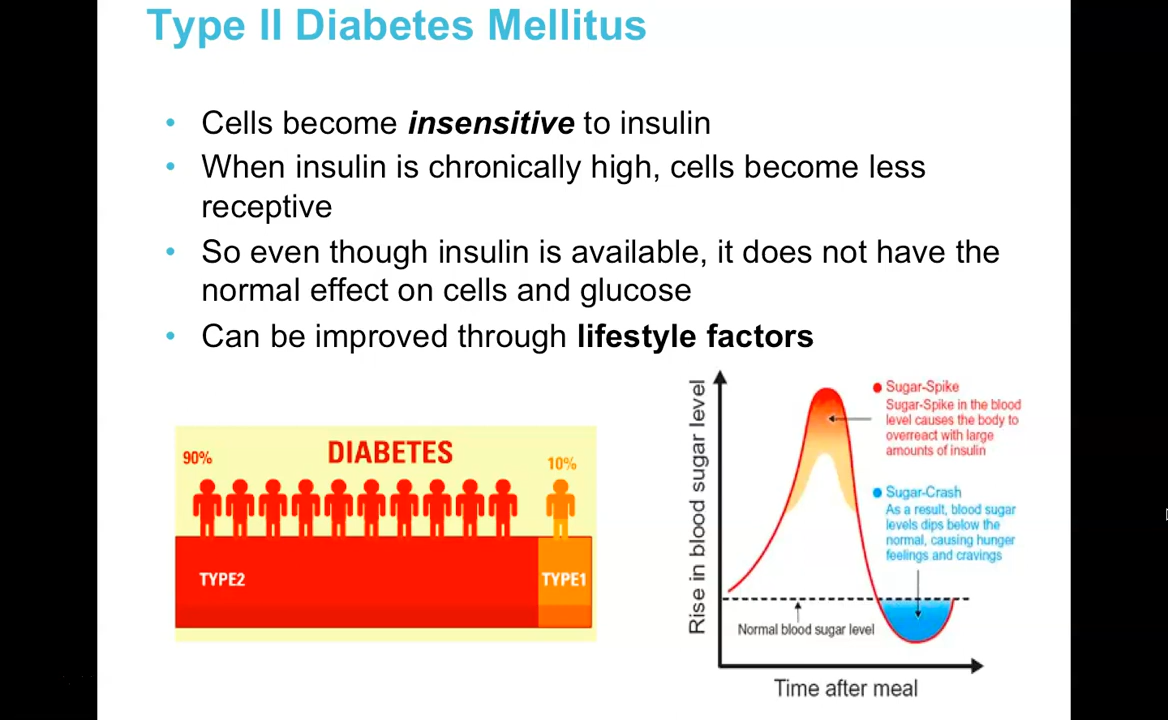 Type II Diabetes Mellitus
• Cells become insensitive to insulin
• When insulin is chronically high, cells become less
receptive
• So even though insulin is available, it does not have the
normal effect on cells and glucose
• Can be improved through lifestyle factors
DIABETES
90%
10%
TYPE2
TYPE1
Rise in blood sugar level
Sugar-Spike
Sugar-Spike in the blood
level causes the body to
overreact with large
amounts of insulin
Sugar-Crash
As a result, blood sugar
levels dips below the
normal, causing hunger
feelings and cravings
Normal blood sugar level
Time after meal